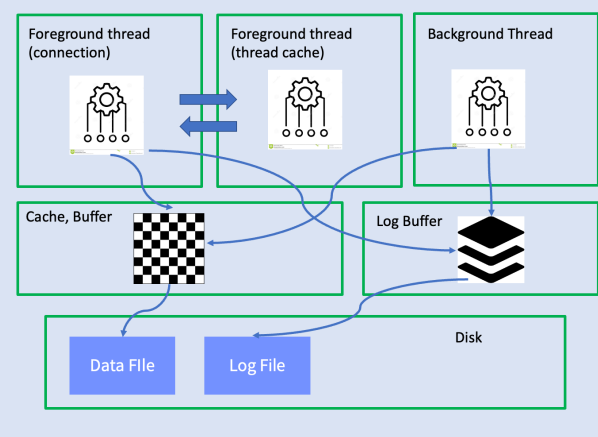 Foreground thread
(connection)
Foreground thread
(thread cache)
Background Thread
Cache, Buffer
Log Buffer
Disk
Data FIle
Log File